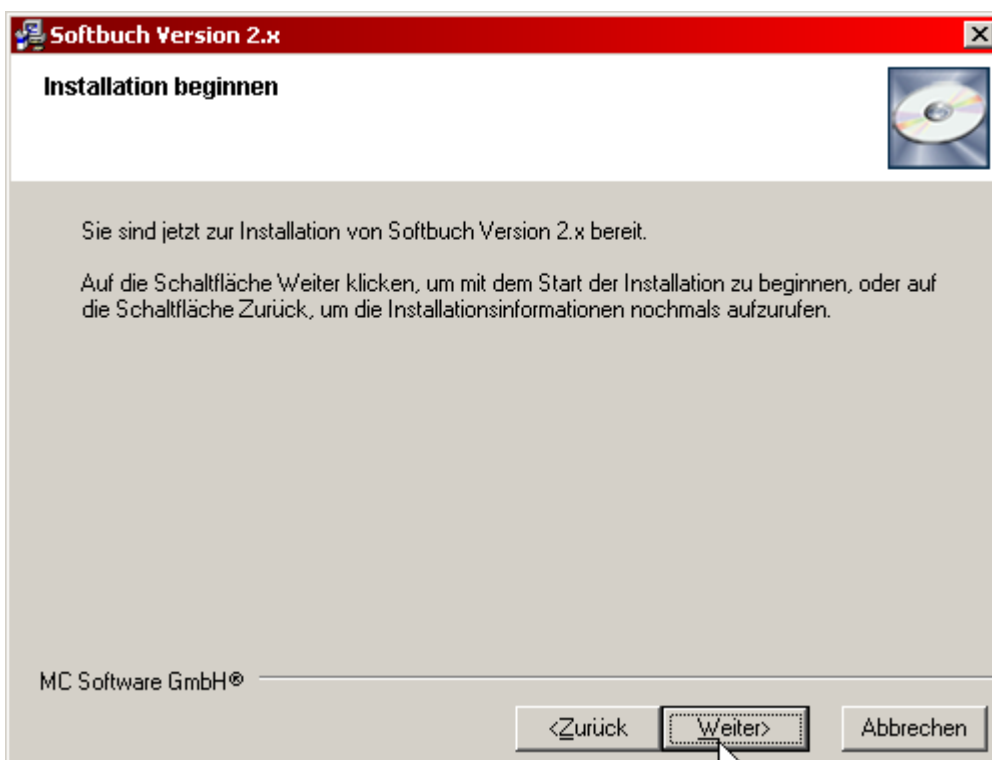 Softbuch Version 2.x
Installation beginnen
Sie sind jetzt zur Installation von Softbuch Version 2.x bereit.
Auf die Schaltfläche Weiter klicken, um mit dem Start der Installation zu beginnen, oder auf
die Schaltfläche Zurück, um die Installationsinformationen nochmals aufzurufen.
MC Software GmbH®
<Zurück
Weiter>
Abbrechen